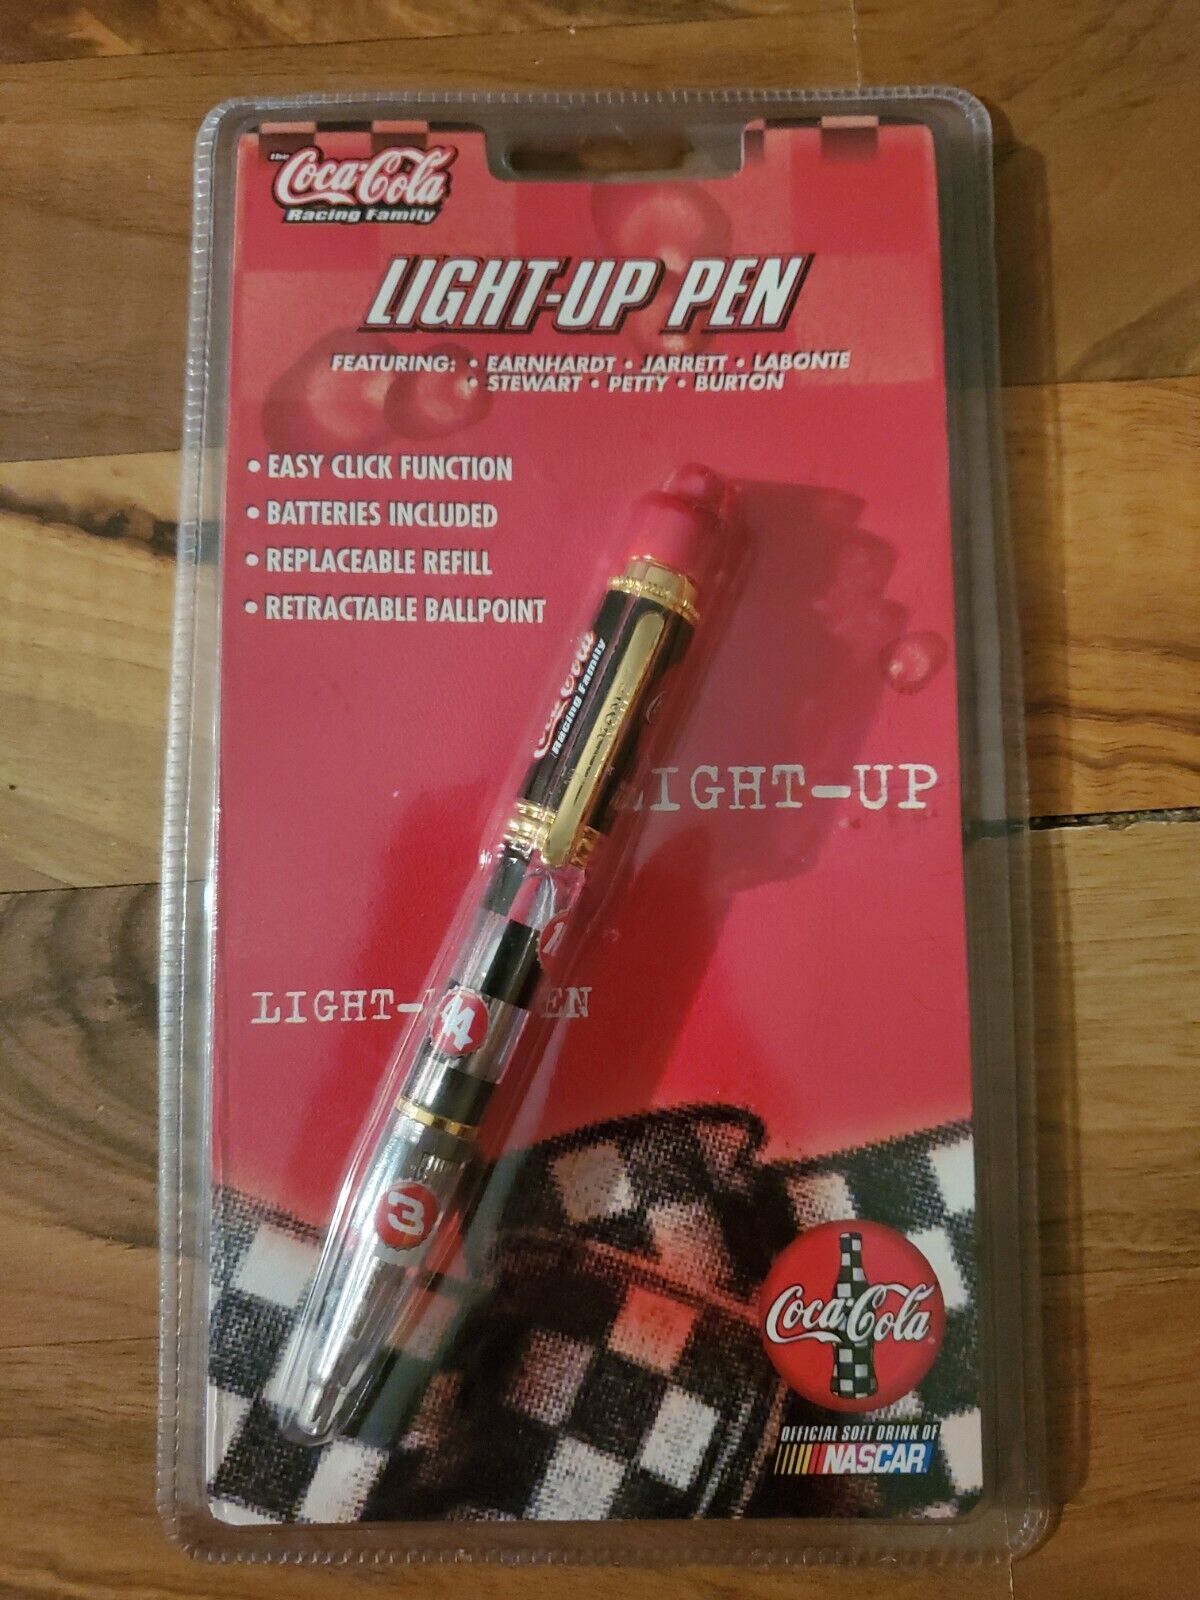 the
Coca-Cola
Racing Family
LIGHT-UP PEN
FEATURING: • EARNHARDT • JARRETT • LABONTE
• STEWART • PETTY • BURTON
• EASY CLICK FUNCTION
• BATTERIES INCLUDED
• REPLACEABLE REFILL
• RETRACTABLE BALLPOINT
Coca-Cola
Racing Family
LIGHT-UP
LIGHT- EN
44
3
Coca-Cola
OFFICIAL SOFT DRINK OF
NASCAR